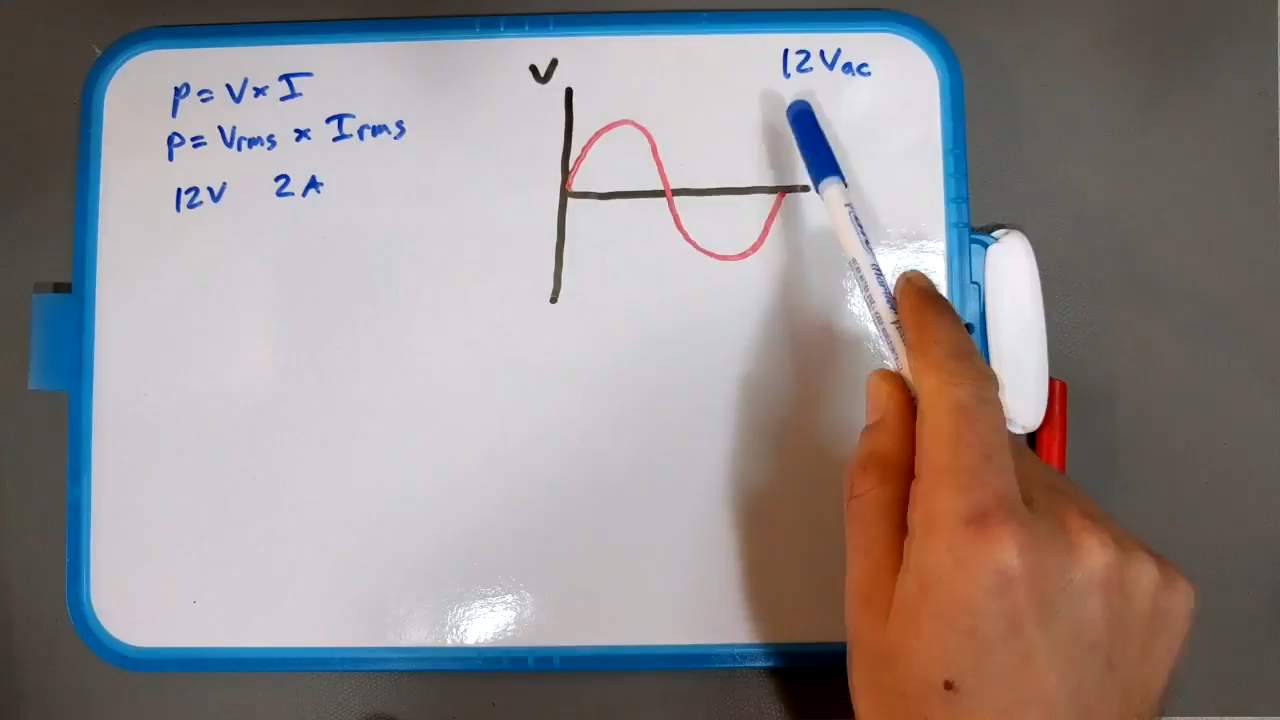 P = V x I
P = Vrms x Irms
12V 2A
V
12Vac